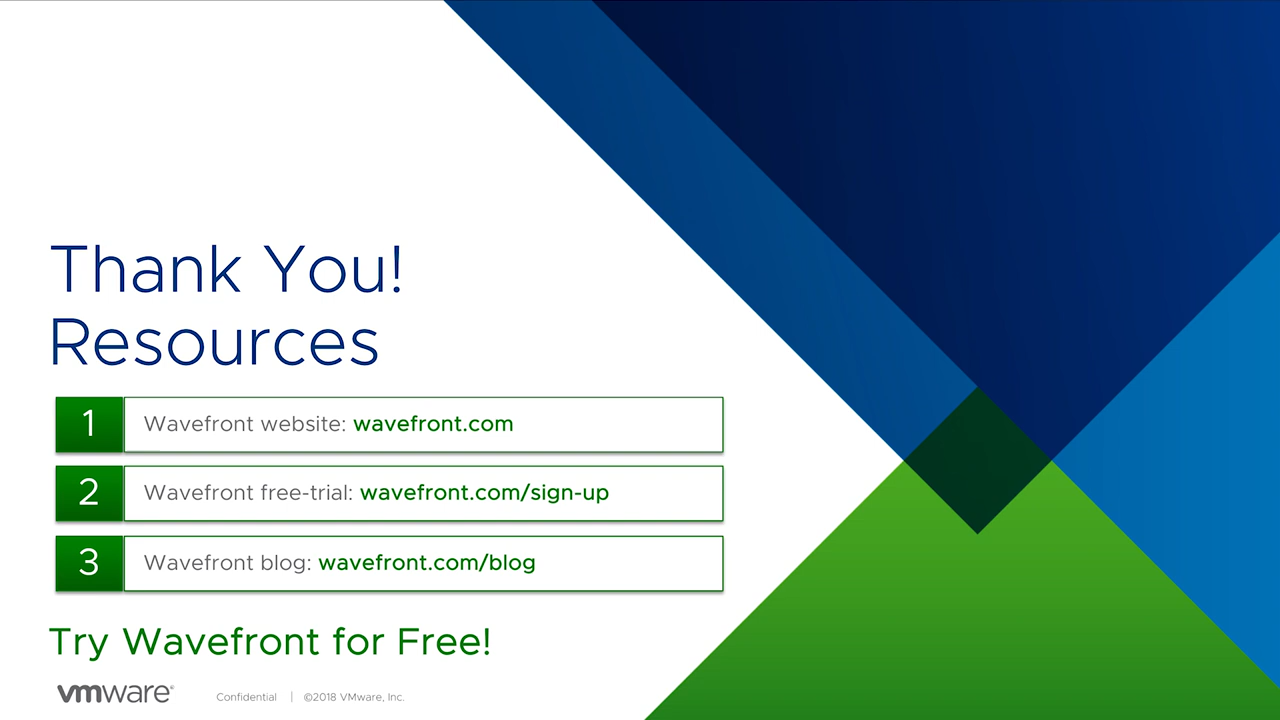 Thank You!
Resources
1 Wavefront website: wavefront.com
2 Wavefront free-trial: wavefront.com/sign-up
3 Wavefront blog: wavefront.com/blog
Try Wavefront for Free!
vmware® Confidential | ©2018 VMware, Inc.